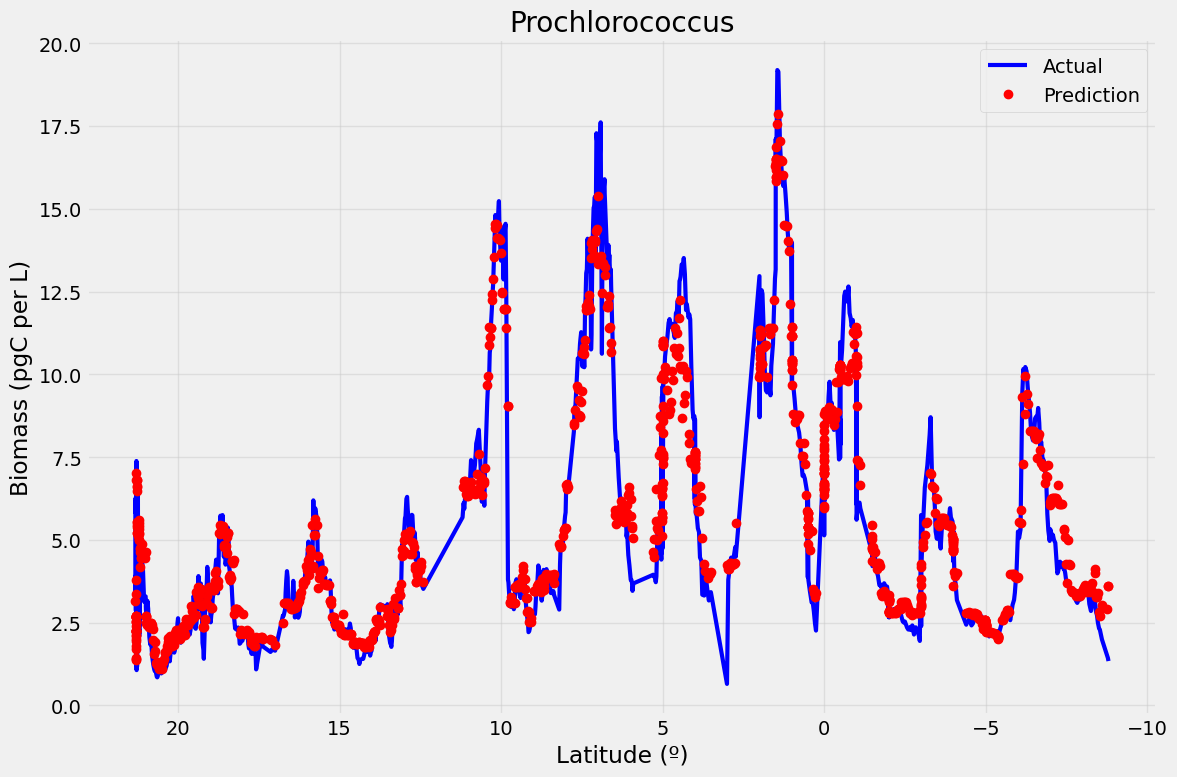 Prochlorococcus
Actual
Prediction
Biomass (pgC per L)
20.0
17.5
15.0
12.5
10.0
7.5
5.0
2.5
0.0
20 15 10 5 0 −5 −10
Latitude (º)